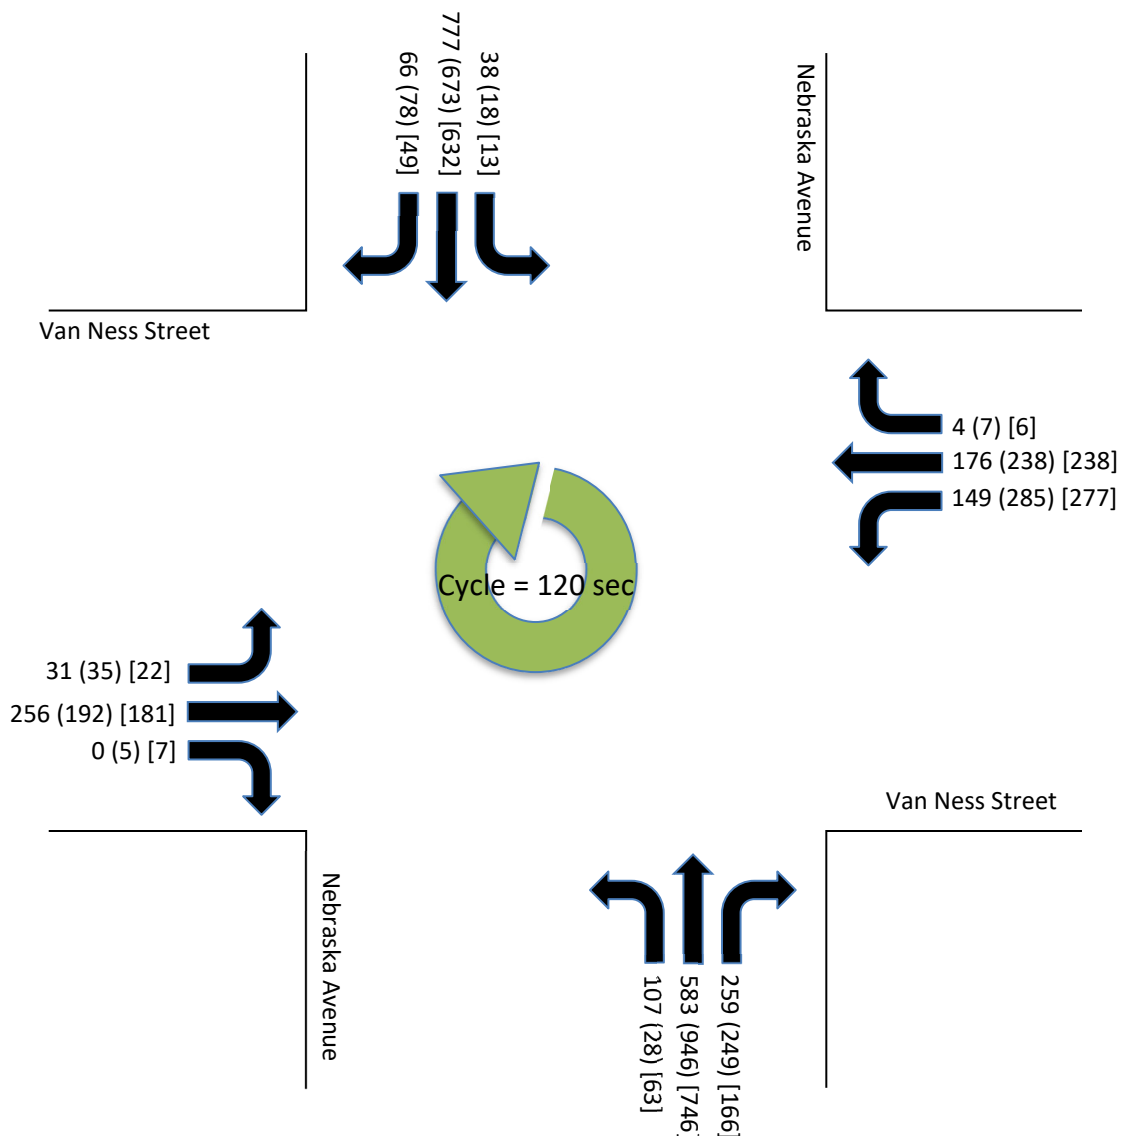 66 (78) [49]
777 (673) [632]
38 (18) [13]
Nebraska Avenue
Van Ness Street
4 (7) [6]
176 (238) [238]
149 (285) [277]
Cycle = 120 sec
31 (35) [22]
256 (192) [181]
0 (5) [7]
Van Ness Street
Nebraska Avenue
107 (28) [63]
583 (946) [746]
259 (249) [166]